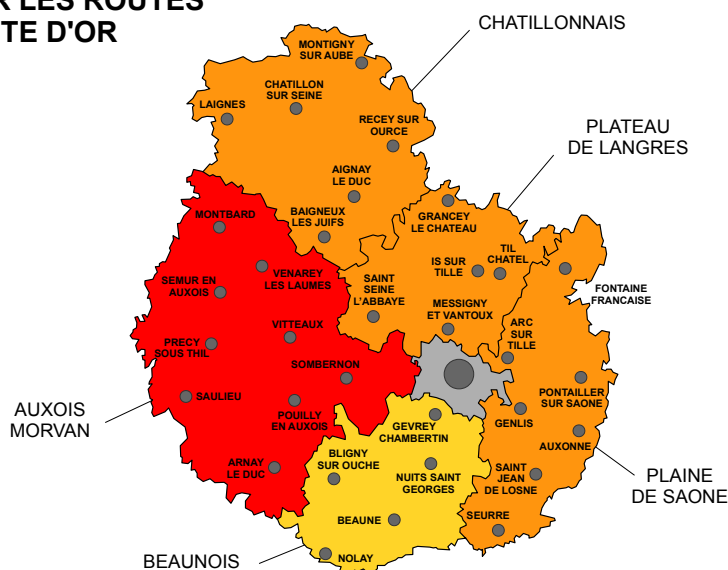 LES ROUTES
D'OR
CHATILLONNAIS
MONTIGNY
SUR AUBE
CHATILLON
SUR SEINE
LAIGNES
RECEY SUR
OURCE
PLATEAU
DE LANGRES
AIGNAY
LE DUC
MONTBARD
BAIGNEUX
LES JUIFS
GRANCEY
LE CHATEAU
IS SUR
TILLE
TIL
CHATEL
SEMUR EN
AUXOIS
VENAREY
LES LAUMES
SAINT
SEINE
L'ABBAYE
FONTAINE
FRANCAISE
MESSIGNY
ET VANTOUX
VITTEAUX
ARC
SUR
TILLE
PRECY
SOUS THIL
SOMBERNON
SAULIEU
PONTAILLER
SUR SAONE
AUXOIS
MORVAN
POUILLY
EN AUXOIS
GEVREY
CHAMBERTIN
GENLIS
AUXONNE
ARNAY
LE DUC
BLIGNY
SUR OUCHE
NUITS SAINT
GEORGES
SAINT
JEAN
DE LOSNE
PLAINE
DE SAONE
BEAUNE
SEURRE
BEAUNOIS
NOLAY